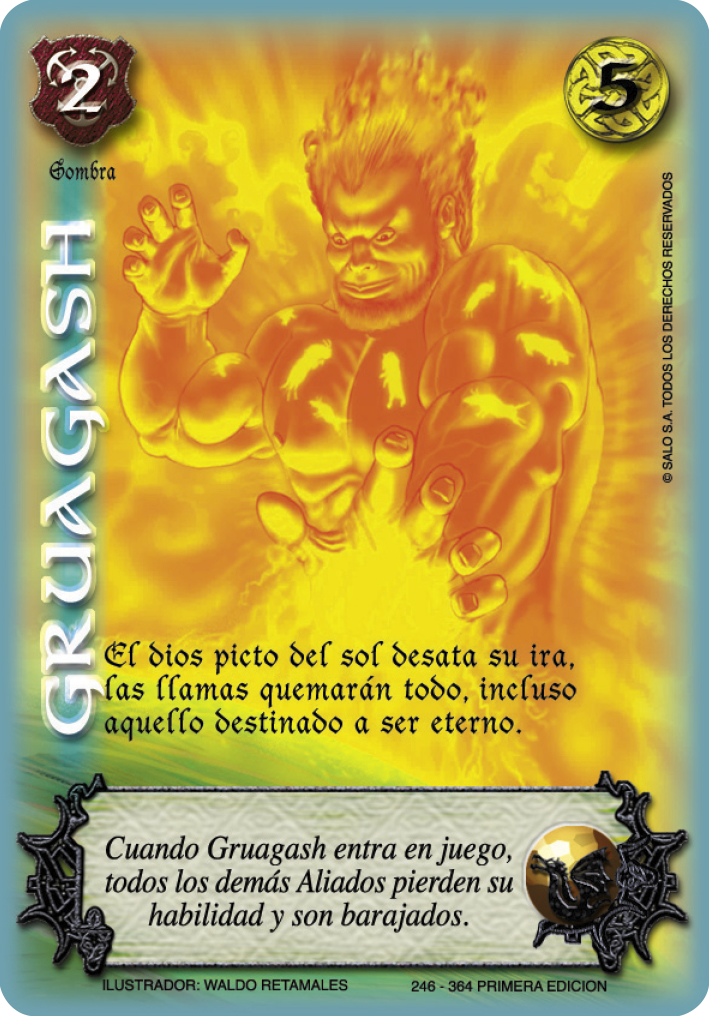 2
5
Sombra
GRUAGASH
© SALO S.A. TODOS LOS DERECHOS RESERVADOS
El dios picto del sol desata su ira,
las llamas quemarán todo, incluso
aquello destinado a ser eterno.
Cuando Gruagash entra en juego,
todos los demás Aliados pierden su
habilidad y son barajados.
ILUSTRADOR: WALDO RETAMALES 246 - 364 PRIMERA EDICION